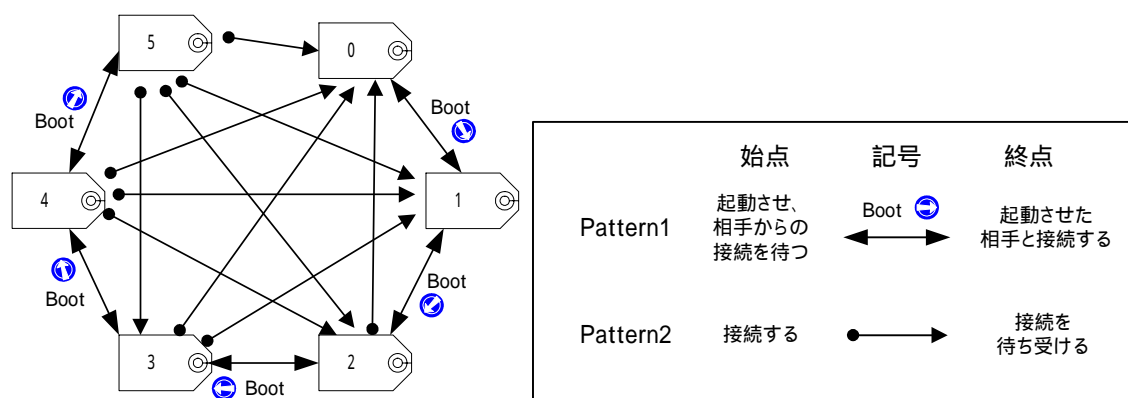 5
0
Boot
Boot
4
1
Boot
Boot
3
2
Boot
始点
記号
終点
Pattern1
起動させ、
相手からの
接続を待つ
Boot
起動させた
相手と接続する
Pattern2
接続する
接続を
待ち受ける